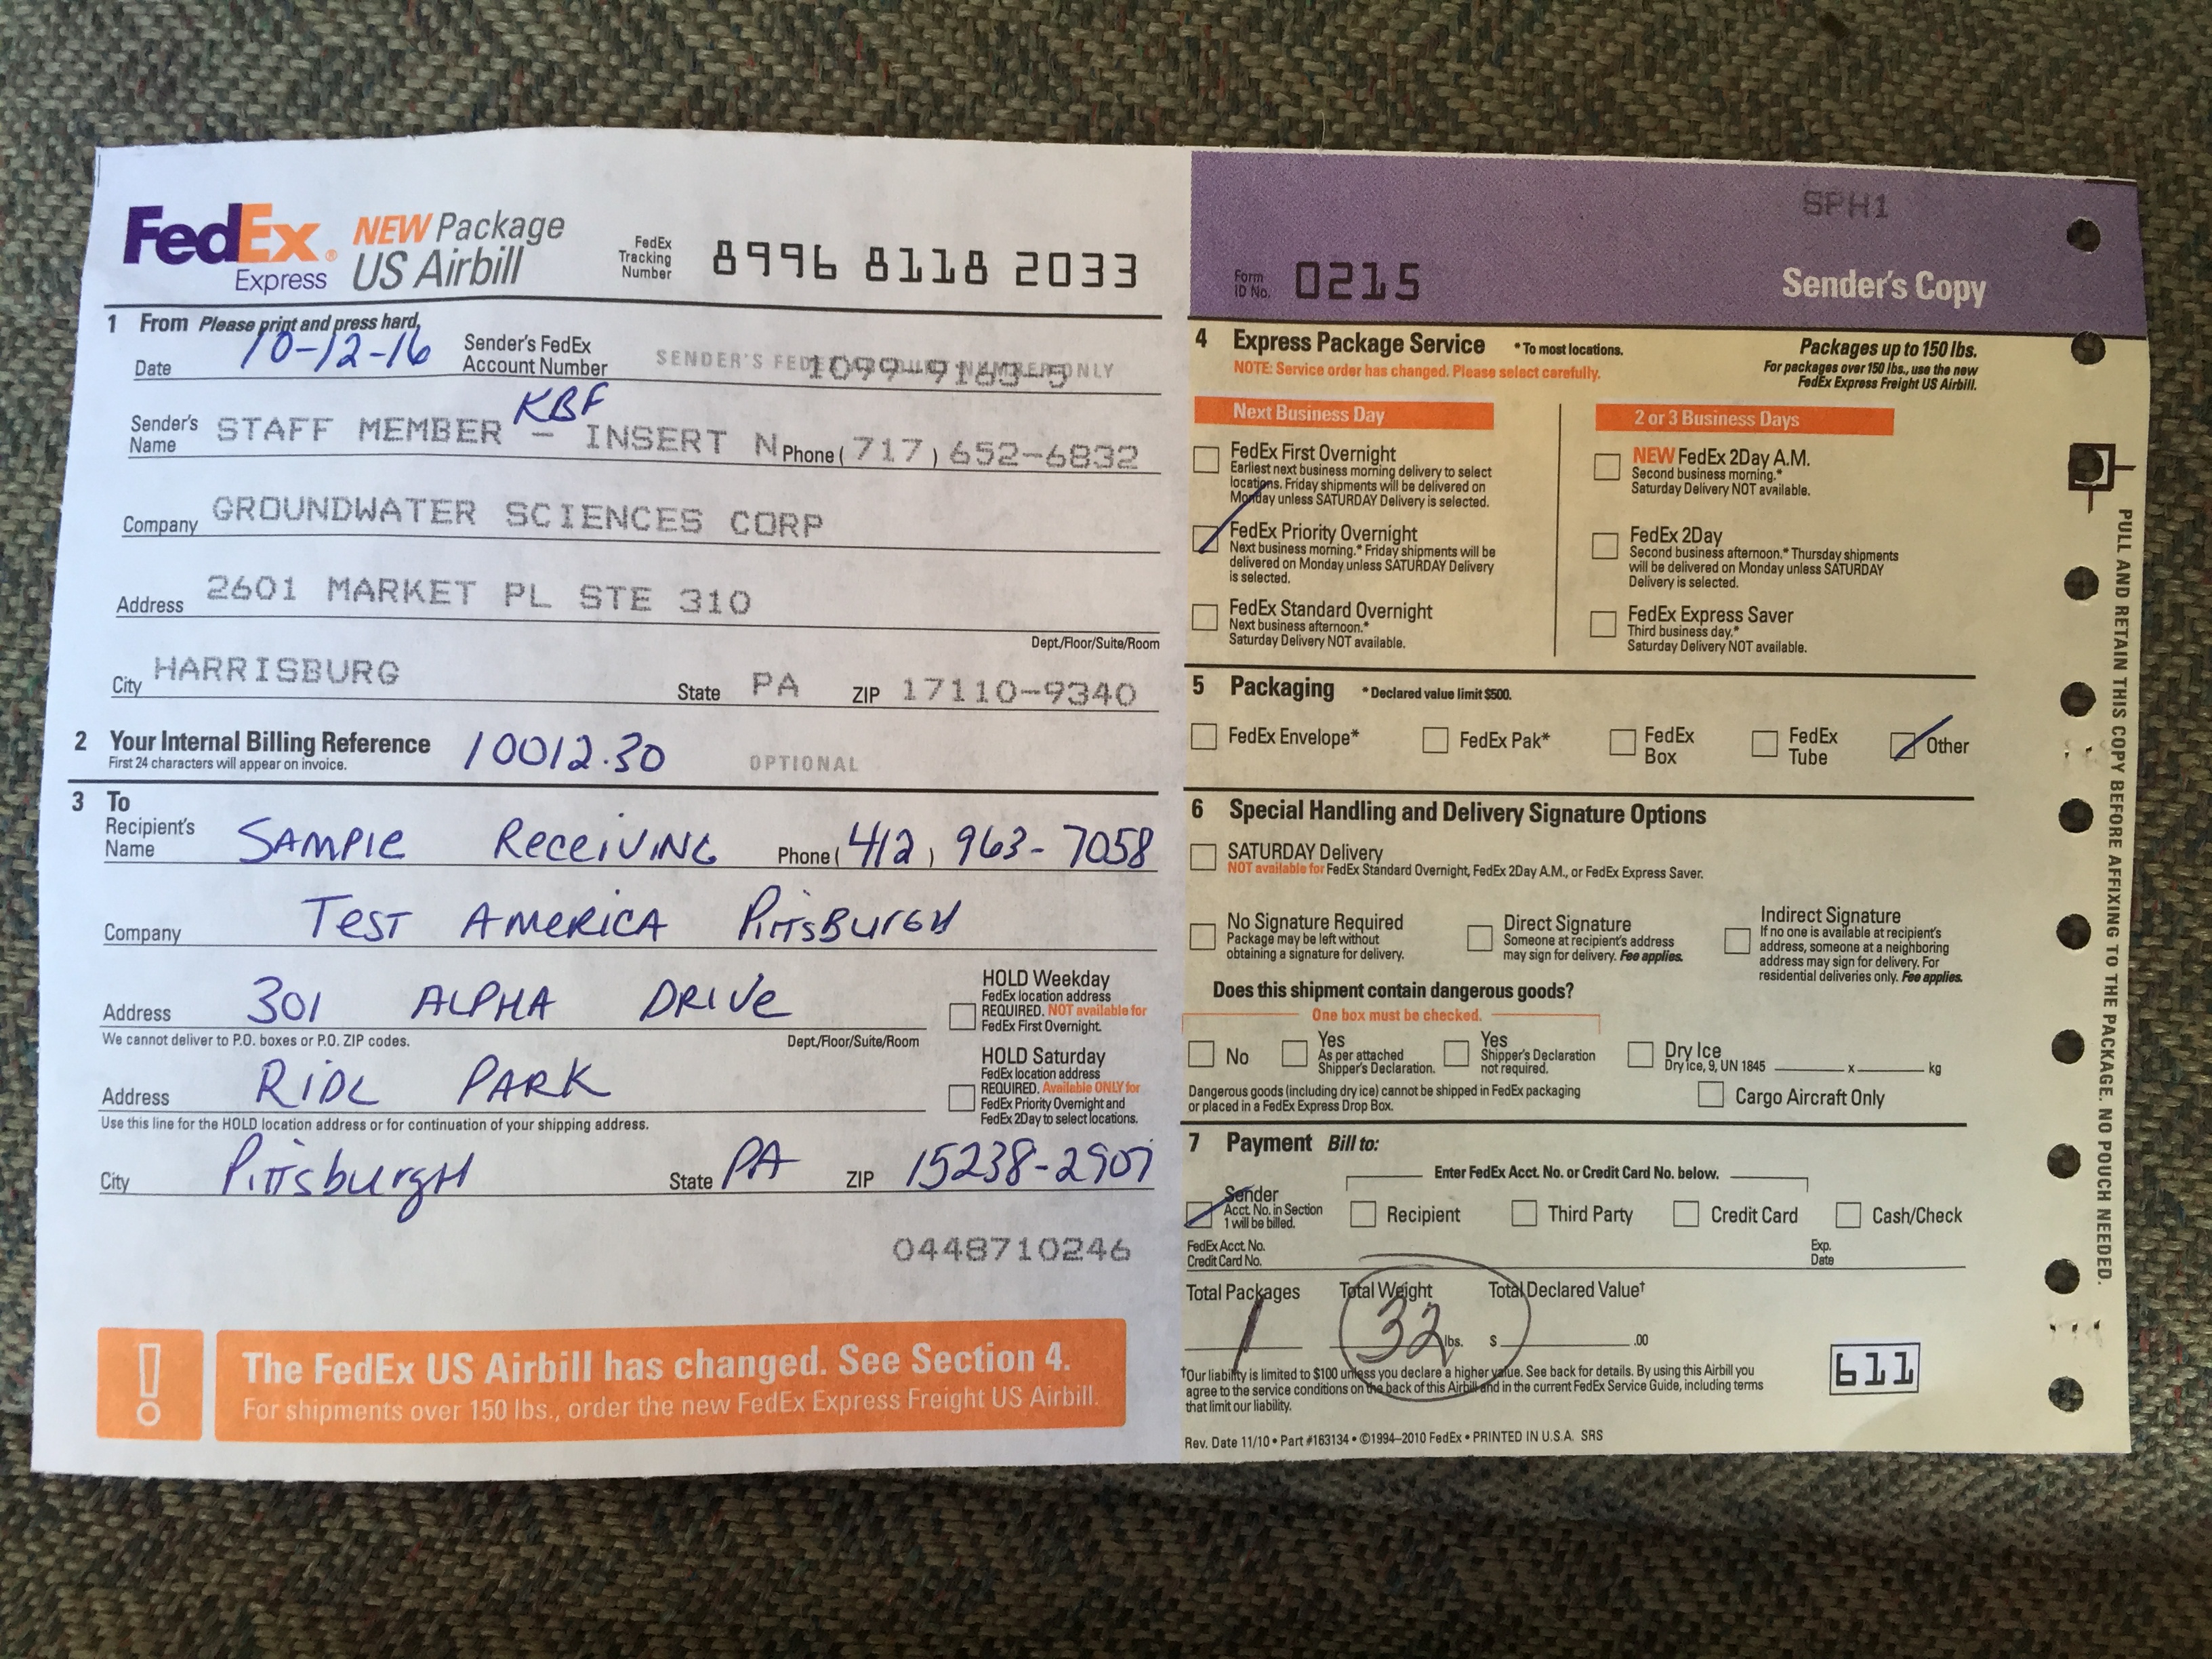 FedEx® Express
NEW Package US Airbill
FedEx Tracking Number 8996 8118 2033
1 From Please print and press hard.
Date 10-12-16 Sender's FedEx Account Number 1099-9163-5
SENDER'S FEDEX ACCOUNT NUMBER ONLY
KBF
Sender's Name STAFF MEMBER - INSERT N Phone (717) 652-6832
Company GROUNDWATER SCIENCES CORP
Address 2601 MARKET PL STE 310
Dept./Floor/Suite/Room
City HARRISBURG State PA ZIP 17110-9340
2 Your Internal Billing Reference 10012.30
First 24 characters will appear on invoice. OPTIONAL
3 To
Recipient's Name SAMPLE Receiving Phone (412) 963-7058
Company TEST AMERICA PITTSBURGH
Address 301 ALPHA DRIVE
We cannot deliver to P.O. boxes or P.O. ZIP codes. Dept./Floor/Suite/Room
Address RIDC PARK
Use this line for the HOLD location address or for continuation of your shipping address.
City Pittsburgh State PA ZIP 15238-2907
HOLD Weekday
FedEx location address
REQUIRED. NOT available for
FedEx First Overnight.
HOLD Saturday
FedEx location address
REQUIRED. Available ONLY for
FedEx Priority Overnight and
FedEx 2Day to select locations.
0448710246
!
The FedEx US Airbill has changed. See Section 4.
For shipments over 150 lbs., order the new FedEx Express Freight US Airbill.
SPH1
Form ID No. 0215
Sender's Copy
4 Express Package Service * To most locations.
NOTE: Service order has changed. Please select carefully.
Packages up to 150 lbs.
For packages over 150 lbs., use the new
FedEx Express Freight US Airbill.
Next Business Day
FedEx First Overnight
Earliest next business morning delivery to select
locations. Friday shipments will be delivered on
Monday unless SATURDAY Delivery is selected.
FedEx Priority Overnight
Next business morning.* Friday shipments will be
delivered on Monday unless SATURDAY Delivery
is selected.
FedEx Standard Overnight
Next business afternoon.*
Saturday Delivery NOT available.
2 or 3 Business Days
NEW FedEx 2Day A.M.
Second business morning.*
Saturday Delivery NOT available.
FedEx 2Day
Second business afternoon.* Thursday shipments
will be delivered on Monday unless SATURDAY
Delivery is selected.
FedEx Express Saver
Third business day.*
Saturday Delivery NOT available.
5 Packaging * Declared value limit $500.
FedEx Envelope* FedEx Pak* FedEx Box FedEx Tube Other
6 Special Handling and Delivery Signature Options
SATURDAY Delivery
NOT available for FedEx Standard Overnight, FedEx 2Day A.M., or FedEx Express Saver.
No Signature Required
Package may be left without
obtaining a signature for delivery.
Direct Signature
Someone at recipient's address
may sign for delivery. Fee applies.
Indirect Signature
If no one is available at recipient's
address, someone at a neighboring
address may sign for delivery. For
residential deliveries only. Fee applies.
Does this shipment contain dangerous goods?
One box must be checked.
No
Yes
As per attached
Shipper's Declaration.
Yes
Shipper's Declaration
not required.
Dry Ice
Dry ice, 9, UN 1845 x kg
Dangerous goods (including dry ice) cannot be shipped in FedEx packaging
or placed in a FedEx Express Drop Box.
Cargo Aircraft Only
7 Payment Bill to:
Enter FedEx Acct. No. or Credit Card No. below.
Sender
Acct. No. in Section
1 will be billed.
Recipient Third Party Credit Card Cash/Check
FedEx Acct. No.
Credit Card No.
Exp. Date
Total Packages Total Weight Total Declared Value†
1 32 lbs. $ .00
†Our liability is limited to $100 unless you declare a higher value. See back for details. By using this Airbill you
agree to the service conditions on the back of this Airbill and in the current FedEx Service Guide, including terms
that limit our liability.
611
Rev. Date 11/10 • Part #163134 • ©1994–2010 FedEx • PRINTED IN U.S.A. SRS
PULL AND RETAIN THIS COPY BEFORE AFFIXING TO THE PACKAGE. NO POUCH NEEDED.